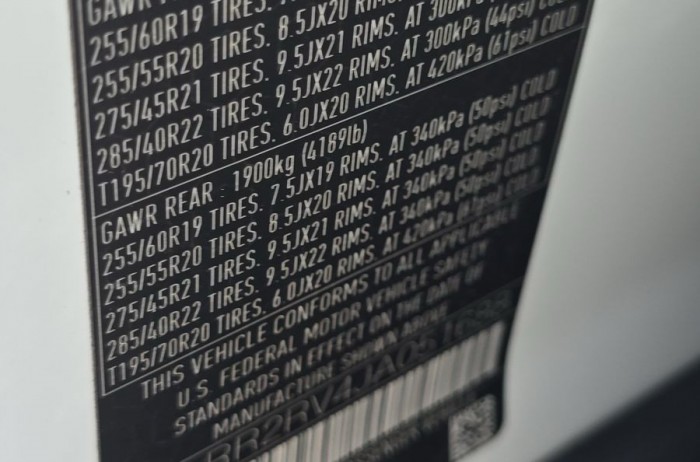 GAWR
255/60R19 TIRES.
255/55R20 TIRES. 8.5JX20 RIMS.
275/45R21 TIRES. 9.5JX21 RIMS. AT 300kPa
285/40R22 TIRES. 9.5JX22 RIMS. AT 300kPa (44psi) COLD
T195/70R20 TIRES. 6.0JX20 RIMS. AT 420kPa (61psi) COLD
GAWR REAR : 1900kg (4189lb)
255/60R19 TIRES. 7.5JX19 RIMS. AT 340kPa (50psi) COLD
255/55R20 TIRES. 8.5JX20 RIMS. AT 340kPa (50psi) COLD
275/45R21 TIRES. 9.5JX21 RIMS. AT 340kPa (50psi) COLD
285/40R22 TIRES. 9.5JX22 RIMS. AT 340kPa (50psi) COLD
T195/70R20 TIRES. 6.0JX20 RIMS. AT 420kPa (61psi) COLD
THIS VEHICLE CONFORMS TO ALL APPLICABLE
U.S. FEDERAL MOTOR VEHICLE SAFETY
STANDARDS IN EFFECT ON THE DATE OF
MANUFACTURE SHOWN ABOVE